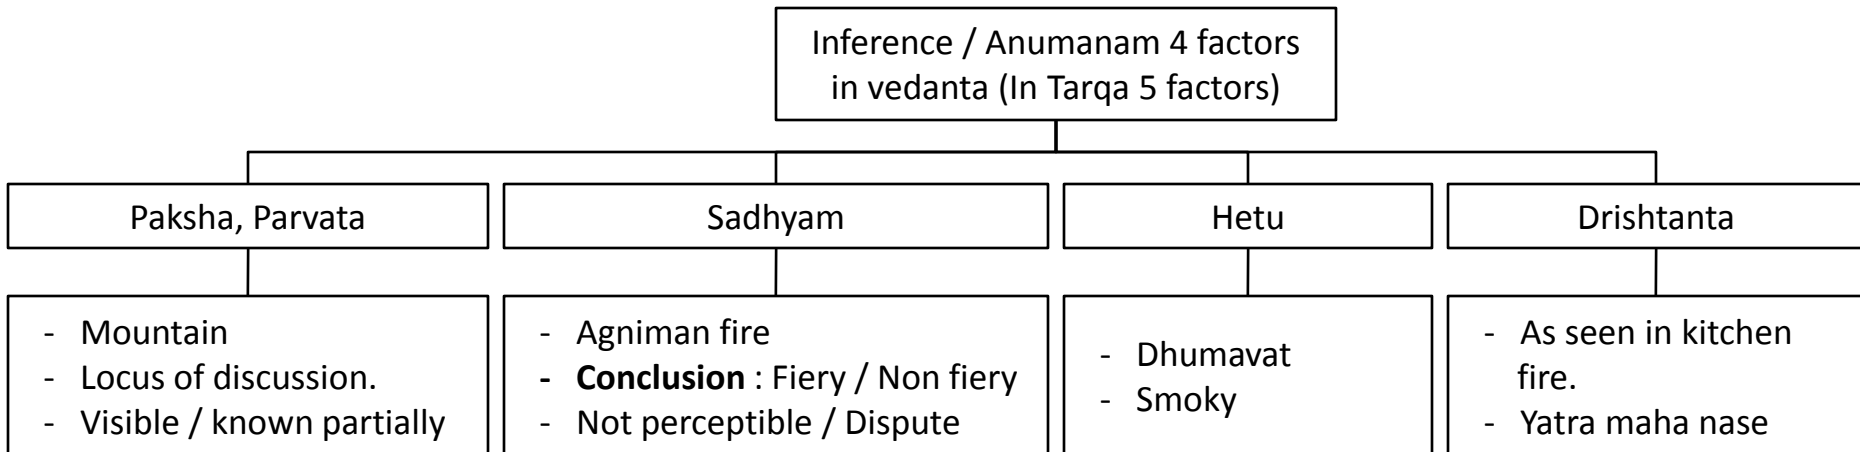 Inference / Anumanam 4 factors
in vedanta (In Tarqa 5 factors)
Paksha, Parvata
Sadhyam
Hetu
Drishtanta
- Mountain
- Locus of discussion.
- Visible / known partially
- Agniman fire
- Conclusion : Fiery / Non fiery
- Not perceptible / Dispute
- Dhumavat
- Smoky
- As seen in kitchen
fire.
- Yatra maha nase